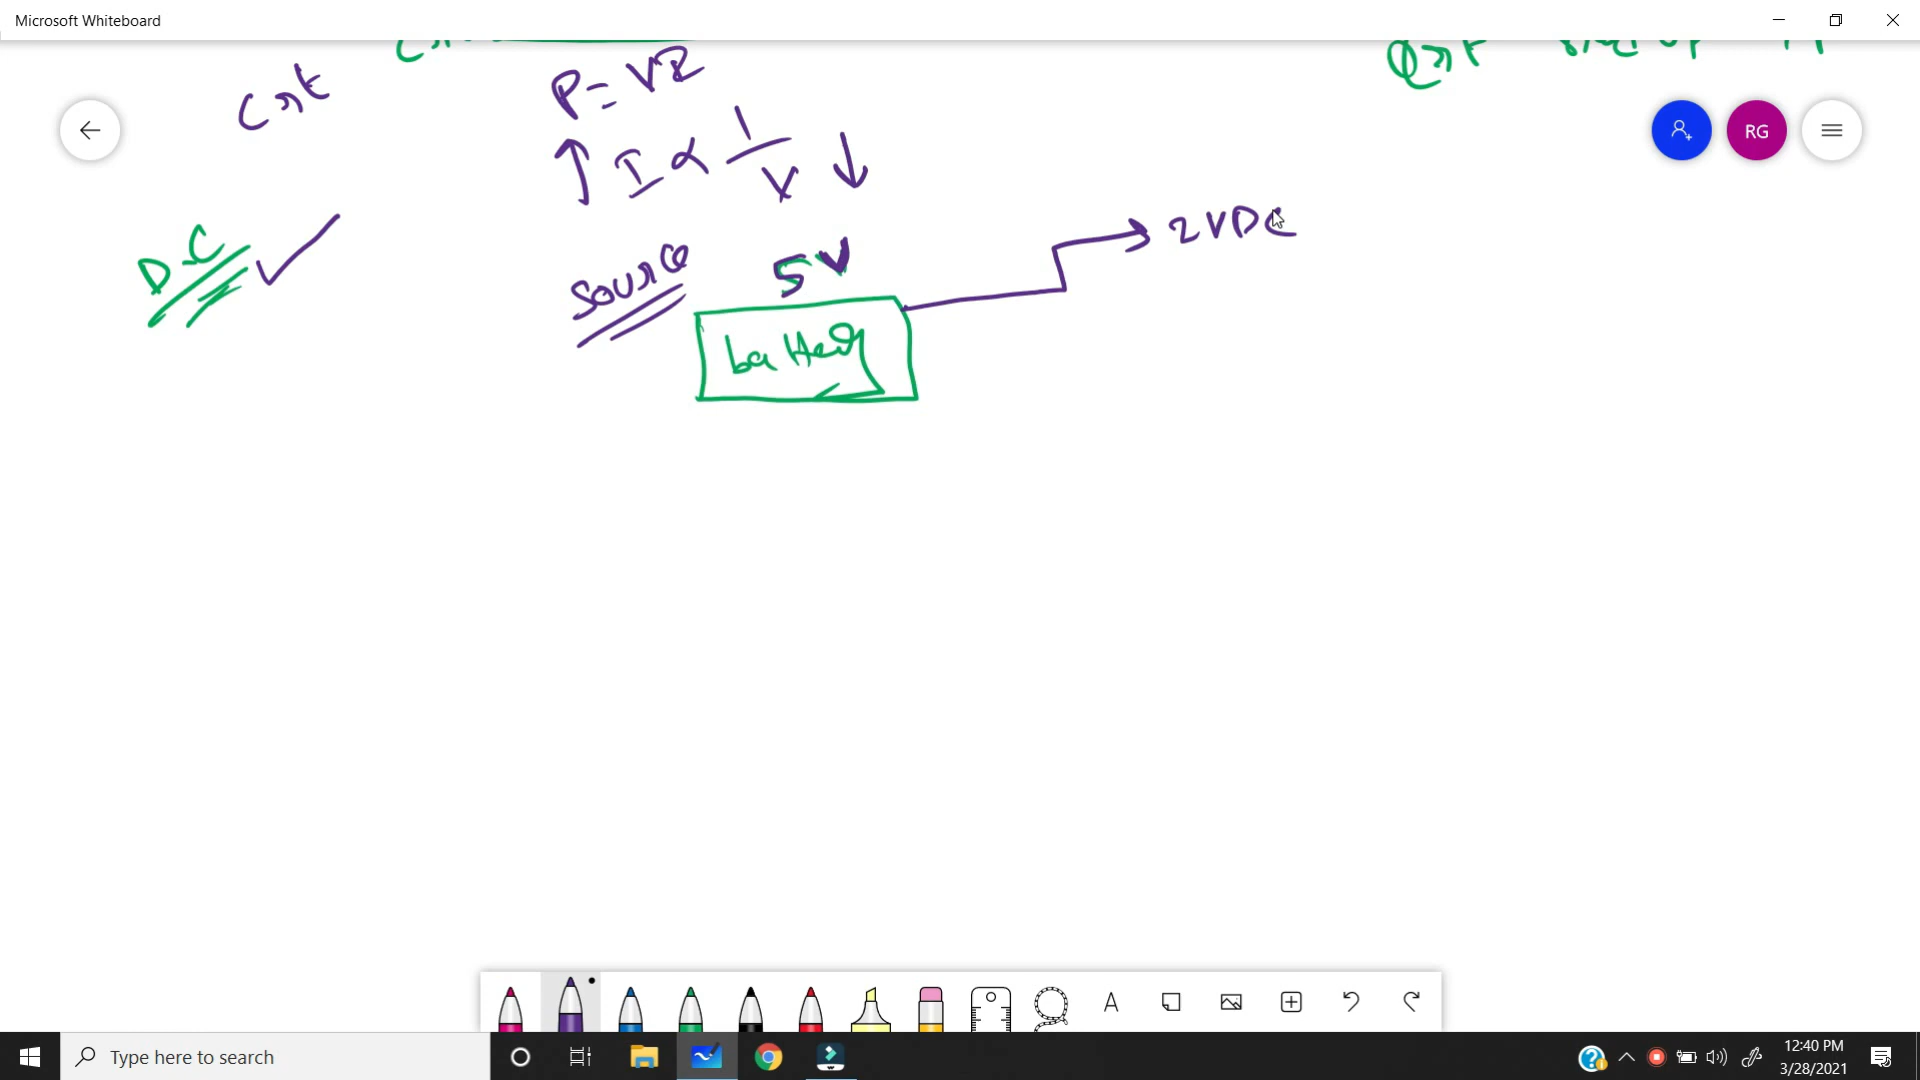 Microsoft Whiteboard
Cst
P = VI
I ∝ 1/V
RG
DC
Source
5V
2VDC
battery
A
Type here to search
12:40 PM
3/28/2021